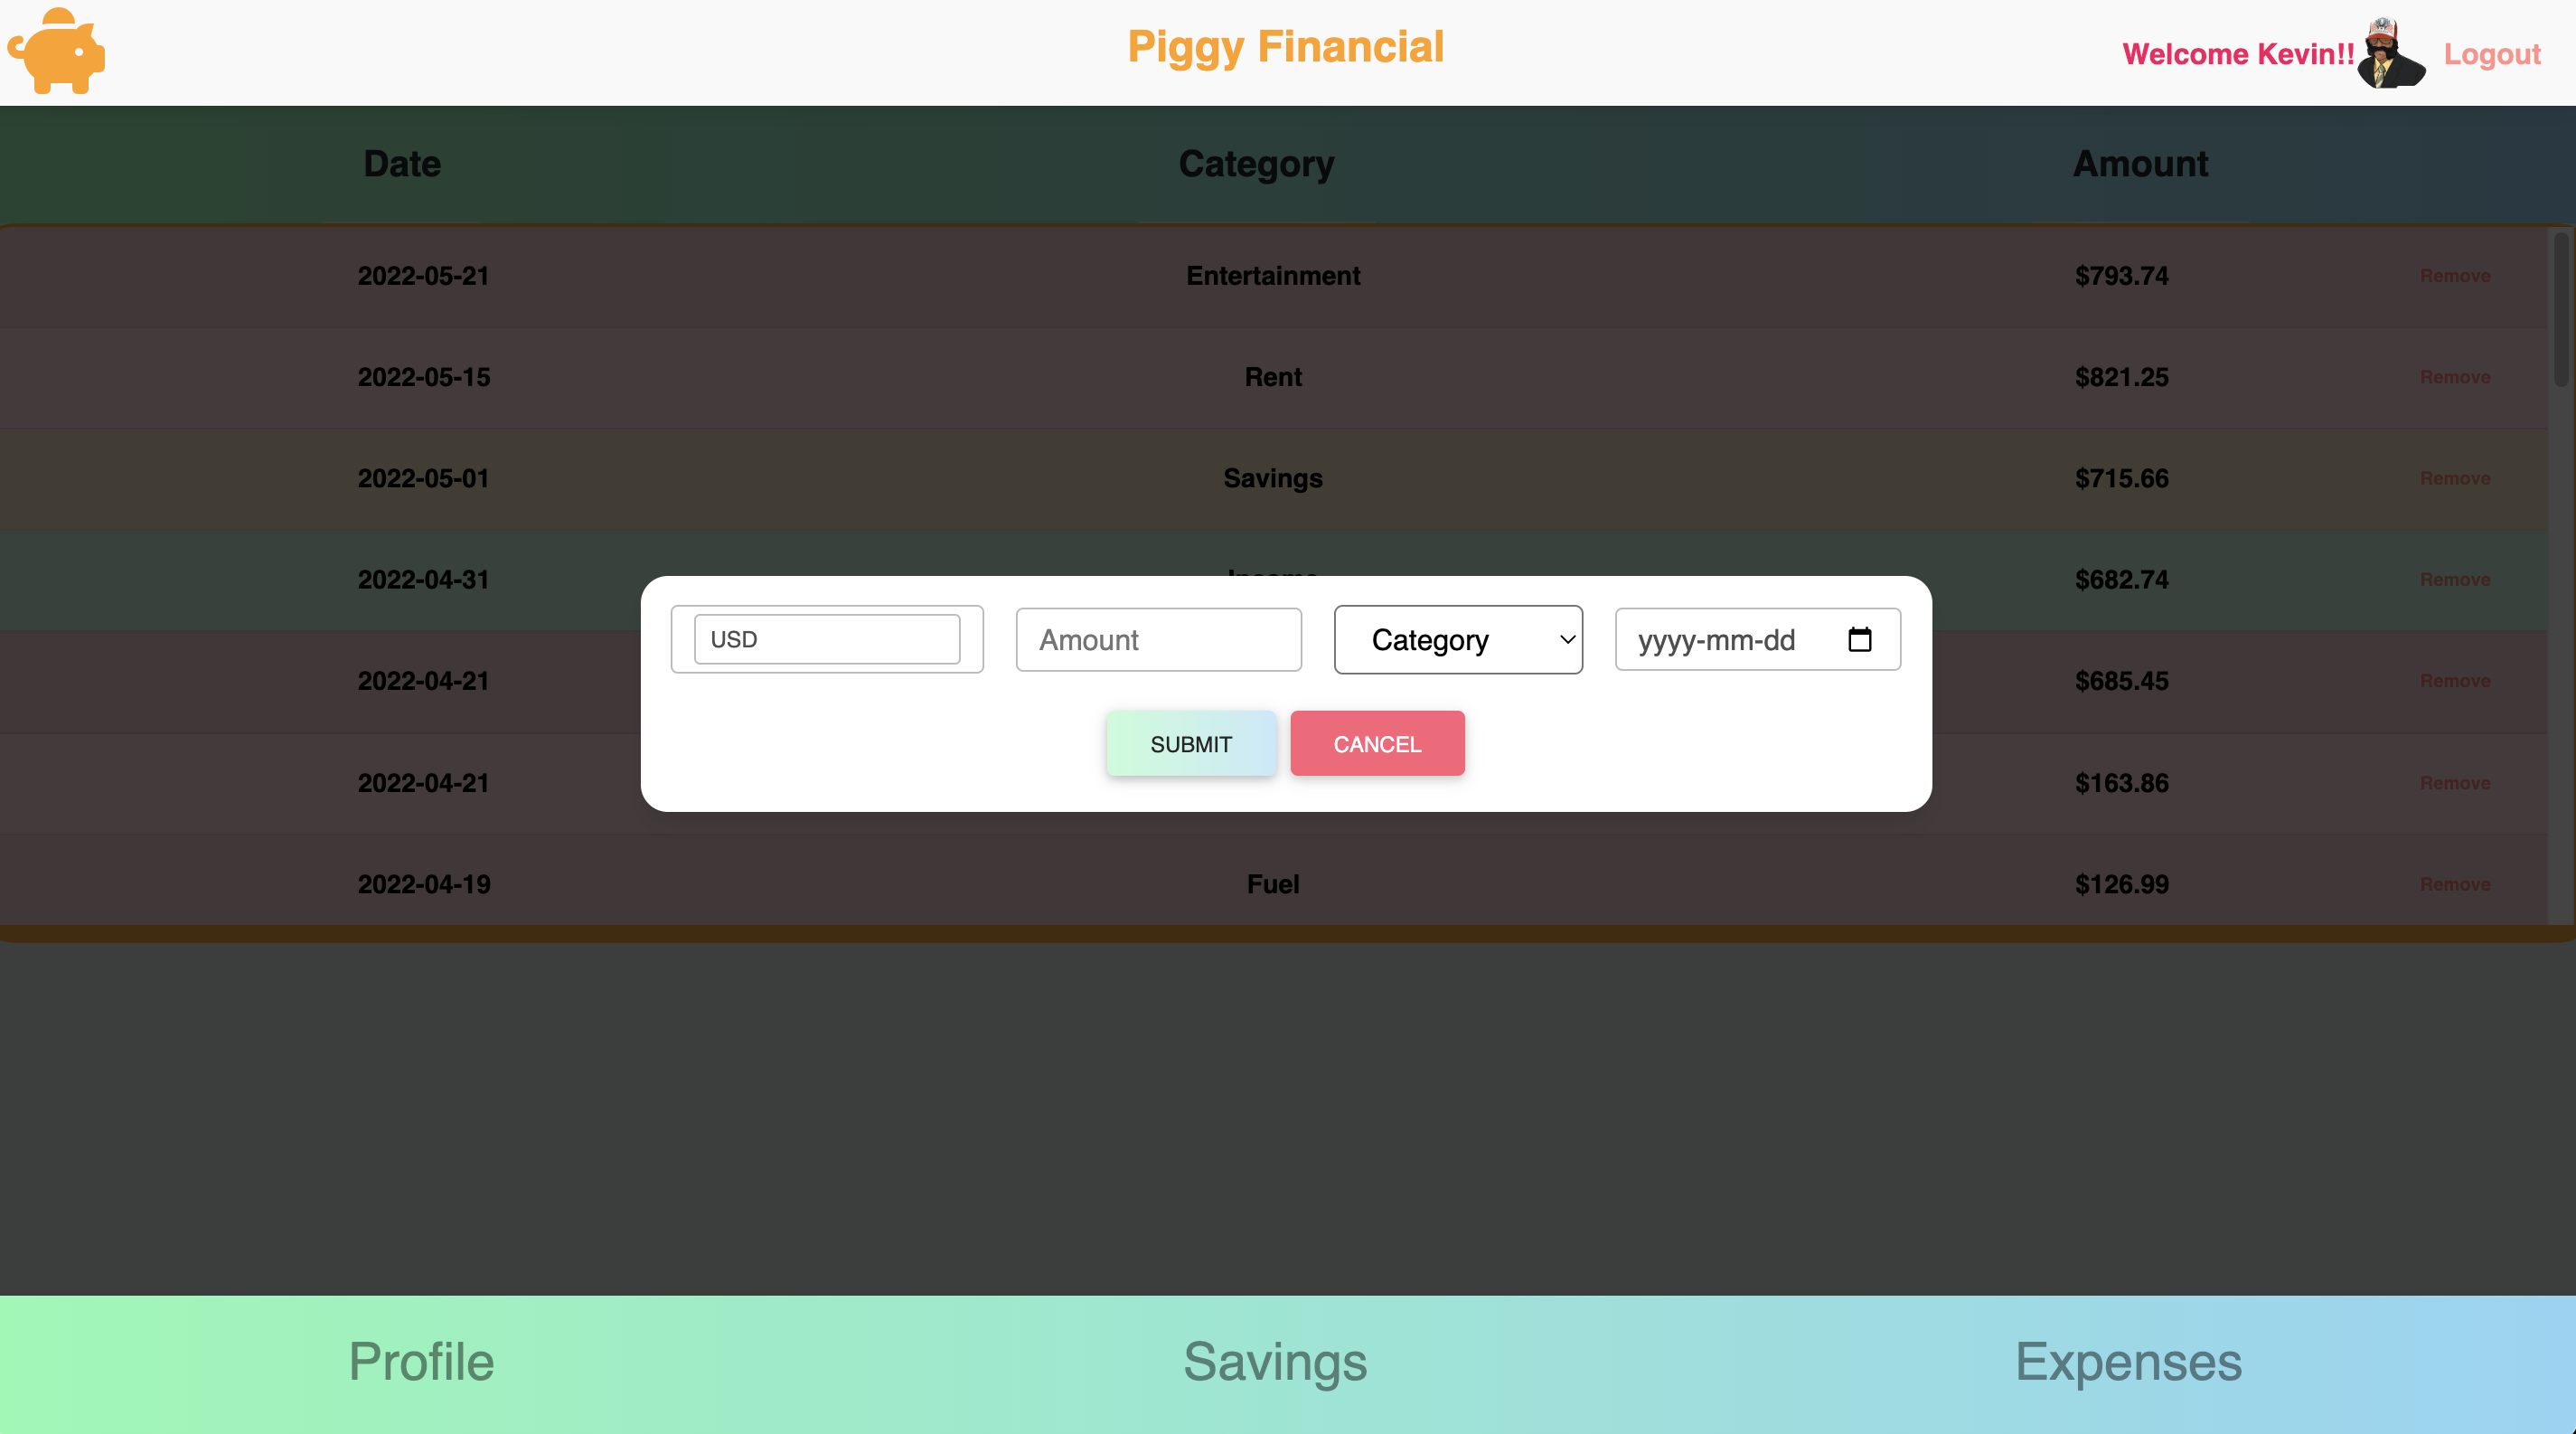 Piggy Financial
Welcome Kevin!! Logout
Date Category Amount
2022-05-21 Entertainment $793.74 Remove
2022-05-15 Rent $821.25 Remove
2022-05-01 Savings $715.66 Remove
2022-04-31 Income $682.74 Remove
USD Amount Category yyyy-mm-dd
2022-04-21 $685.45 Remove
SUBMIT CANCEL
2022-04-21 $163.86 Remove
2022-04-19 Fuel $126.99 Remove
Profile Savings Expenses